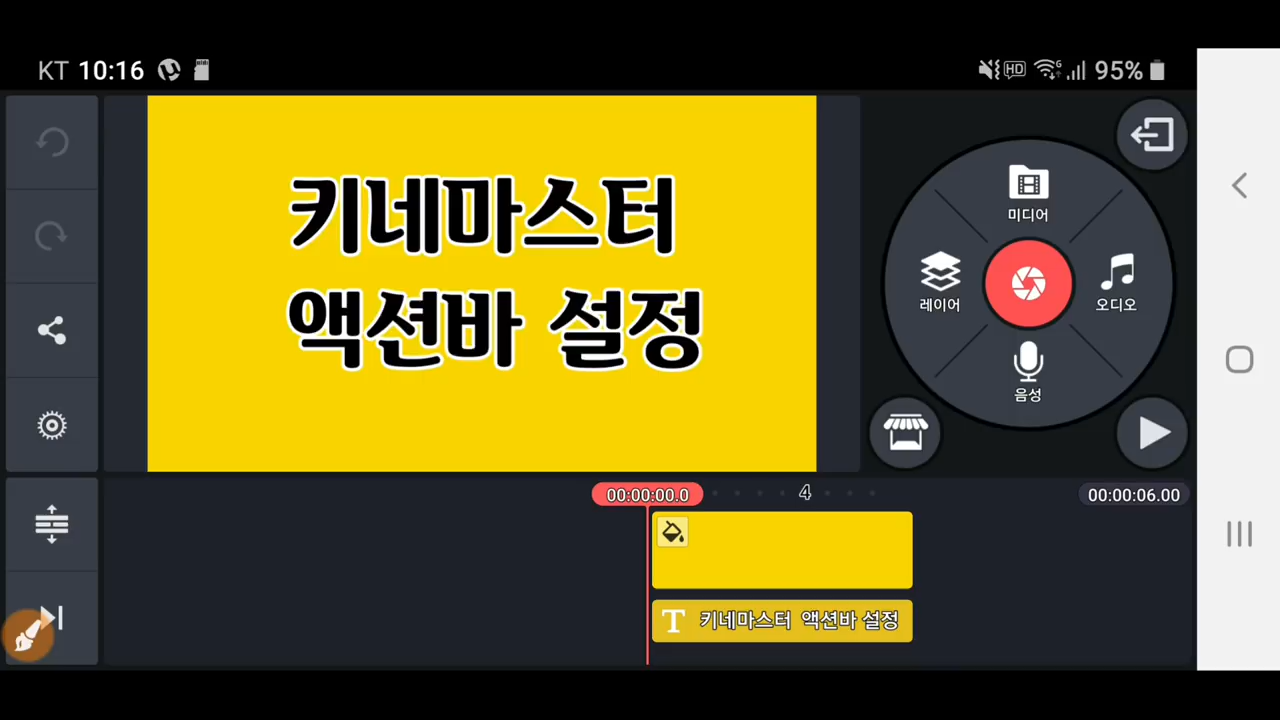 KT 10:16
HD
95%
키네마스터
액션바 설정
미디어
레이어
오디오
음성
00:00:00.0
4
00:00:06.00
T 키네마스터 액션바 설정